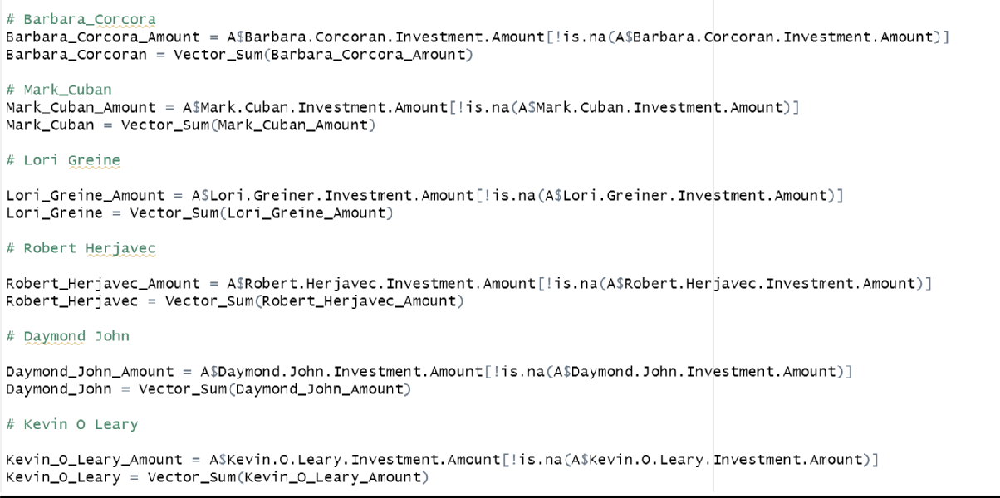 # Barbara_Corcora
Barbara_Corcora_Amount = A$Barbara.Corcoran.Investment.Amount[!is.na(A$Barbara.Corcoran.Investment.Amount)]
Barbara_Corcoran = Vector_Sum(Barbara_Corcora_Amount)
# Mark_Cuban
Mark_Cuban_Amount = A$Mark.Cuban.Investment.Amount[!is.na(A$Mark.Cuban.Investment.Amount)]
Mark_Cuban = Vector_Sum(Mark_Cuban_Amount)
# Lori Greine
Lori_Greine_Amount = A$Lori.Greiner.Investment.Amount[!is.na(A$Lori.Greiner.Investment.Amount)]
Lori_Greine = Vector_Sum(Lori_Greine_Amount)
# Robert Herjavec
Robert_Herjavec_Amount = A$Robert.Herjavec.Investment.Amount[!is.na(A$Robert.Herjavec.Investment.Amount)]
Robert_Herjavec = Vector_Sum(Robert_Herjavec_Amount)
# Daymond John
Daymond_John_Amount = A$Daymond.John.Investment.Amount[!is.na(A$Daymond.John.Investment.Amount)]
Daymond_John = Vector_Sum(Daymond_John_Amount)
# Kevin O Leary
Kevin_O_Leary_Amount = A$Kevin.O.Leary.Investment.Amount[!is.na(A$Kevin.O.Leary.Investment.Amount)]
Kevin_O_Leary = Vector_Sum(Kevin_O_Leary_Amount)